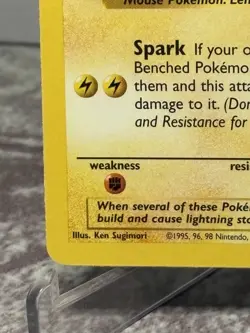 Mouse Pokémon. Len
Spark If your o
Benched Pokémo
them and this atta
damage to it. (Don
and Resistance for
weakness
resi
When several of these Poké
build and cause lightning sto
Illus. Ken Sugimori ©1995, 96, 98 Nintendo,